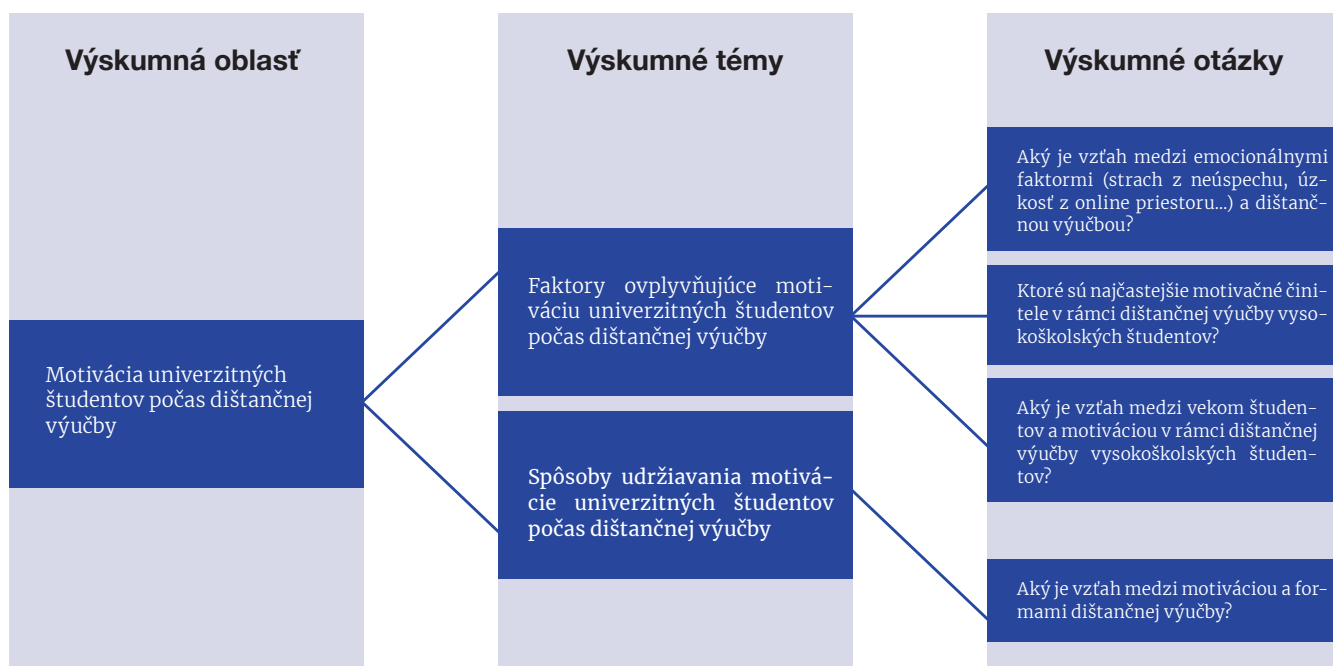 Výskumná oblasť
Motivácia univerzitných
študentov počas dištančnej
výučby
Výskumné témy
Faktory ovplyvňujúce moti-
váciu univerzitných študentov
počas dištančnej výučby
Spôsoby udržiavania motivá-
cie univerzitných študentov
počas dištančnej výučby
Výskumné otázky
Aký je vzťah medzi emocionálnymi
faktormi (strach z neúspechu, úz-
kosť z online priestoru...) a dištanč-
nou výučbou?
Ktoré sú najčastejšie motivačné čini-
tele v rámci dištančnej výučby vyso-
koškolských študentov?
Aký je vzťah medzi vekom študen-
tov a motiváciou v rámci dištančnej
výučby vysokoškolských študen-
tov?
Aký je vzťah medzi motiváciou a for-
mami dištančnej výučby?